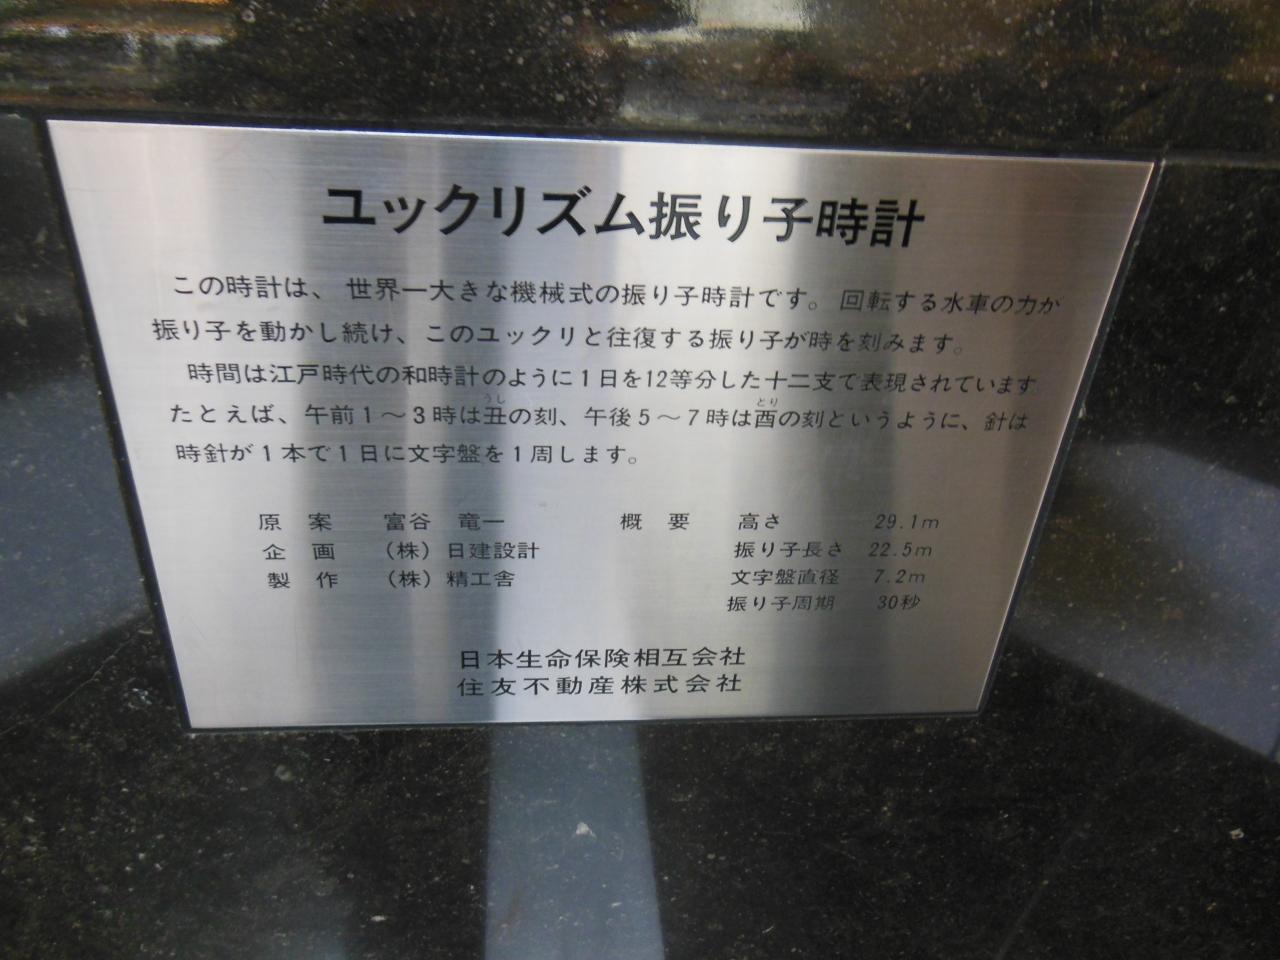 ユックリズム振り子時計
この時計は、世界一大きな機械式の振り子時計です。回転する水車の力が
振り子を動かし続け、このユックリと往復する振り子が時を刻みます。
時間は江戸時代の和時計のように1日を12等分した十二支で表現されています
うし とり
たとえば、午前1〜3時は丑の刻、午後5〜7時は酉の刻というように、針は
時針が1本で1日に文字盤を1周します。
原案 富谷 竜一 概要 高さ 29.1m
企画 (株)日建設計 振り子長さ 22.5m
製作 (株)精工舎 文字盤直径 7.2m
振り子周期 30秒
日本生命保険相互会社
住友不動産株式会社